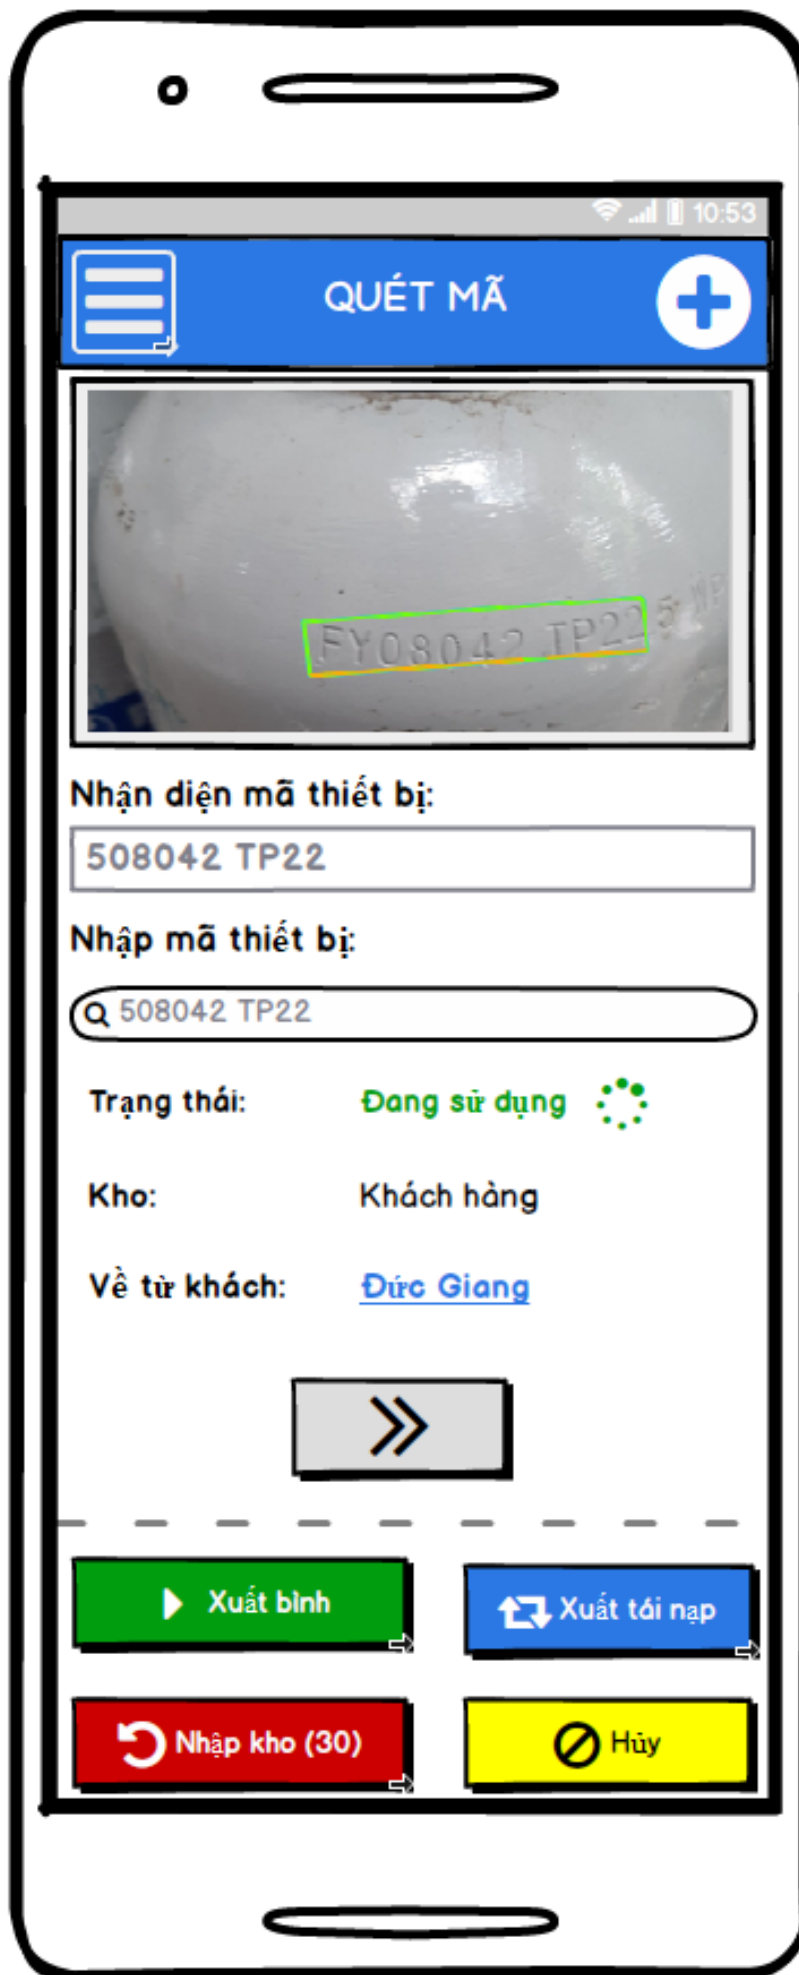 10:53
QUÉT MÃ
FY08042 TP225 WP
Nhận diện mã thiết bị:
508042 TP22
Nhập mã thiết bị:
508042 TP22
Trạng thái: Đang sử dụng
Kho: Khách hàng
Về từ khách: Đức Giang
Xuất bình
Xuất tái nạp
Nhập kho (30)
Hủy